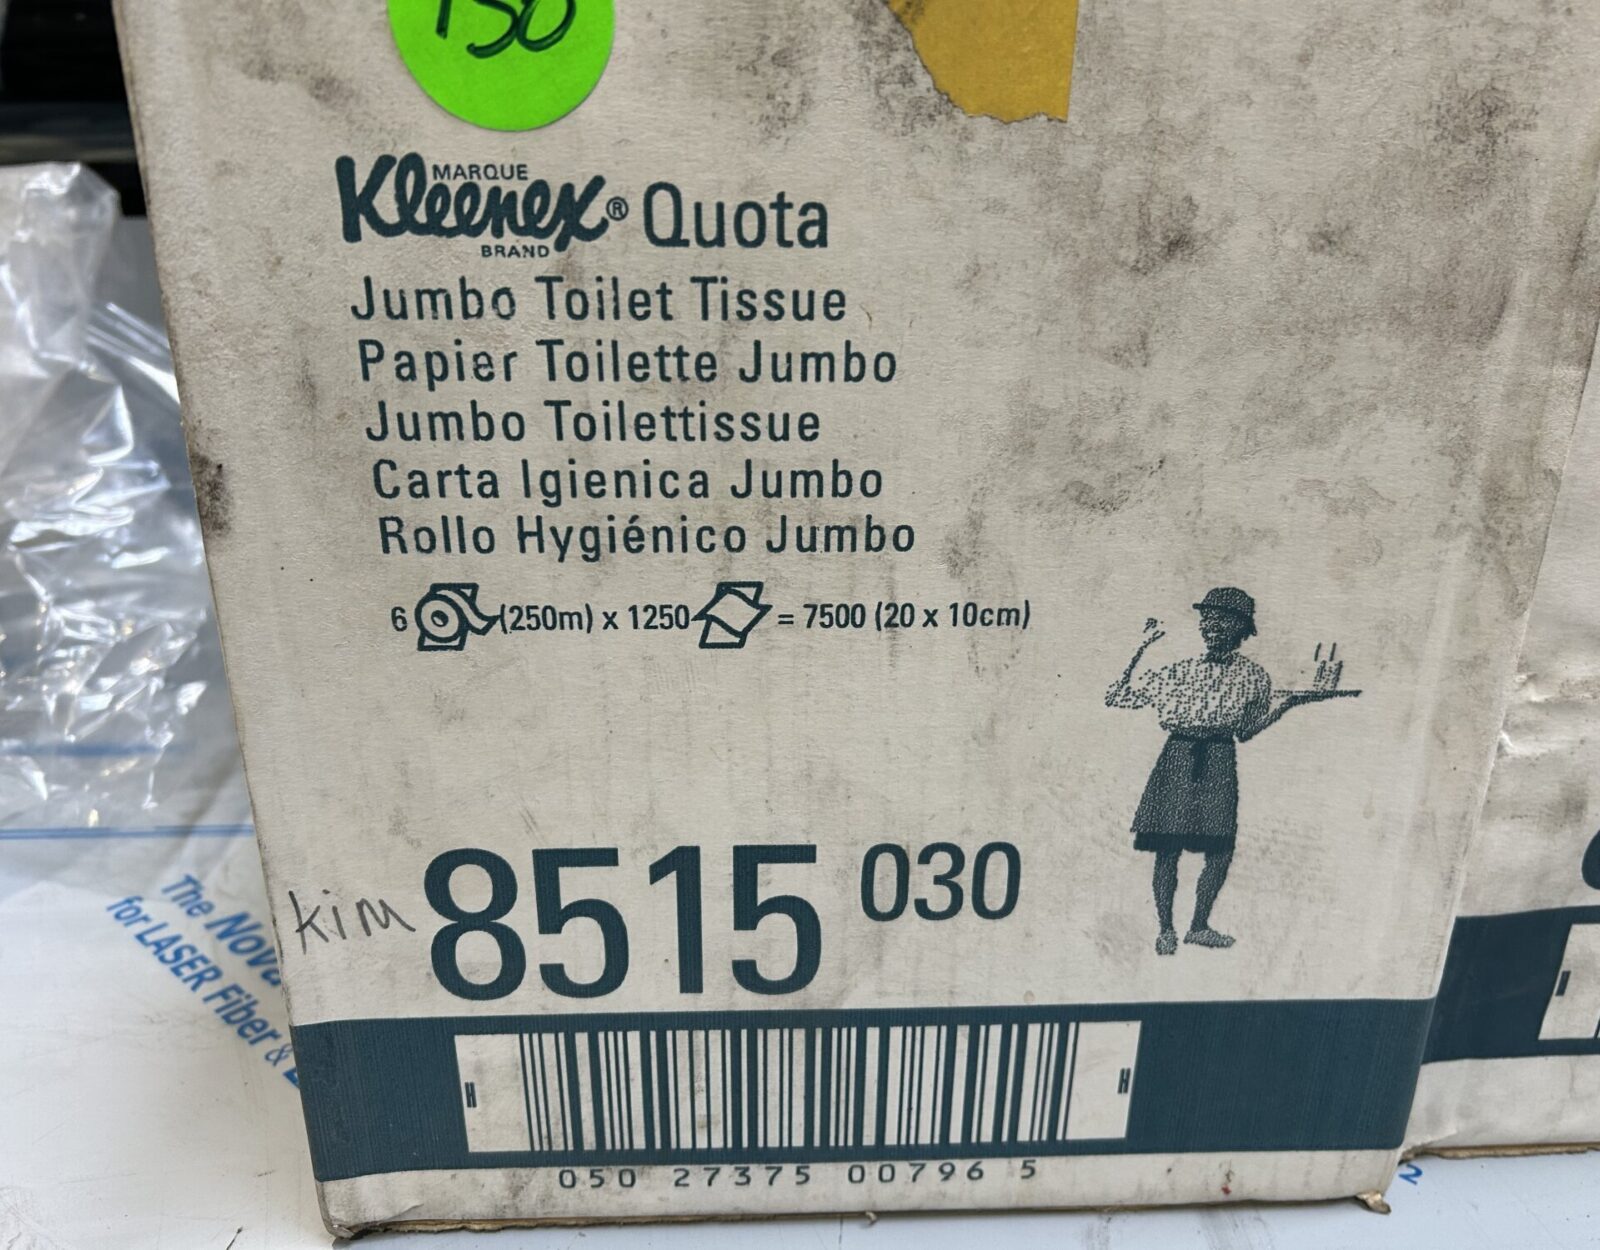 150
MARQUE
Kleenex® Quota
BRAND
Jumbo Toilet Tissue
Papier Toilette Jumbo
Jumbo Toilettissue
Carta Igienica Jumbo
Rollo Hygiénico Jumbo
6 (250m) x 1250 = 7500 (20 x 10cm)
kim
8515 030
H H
050 27375 00796 5
The Nova
for LASER Fiber &
2